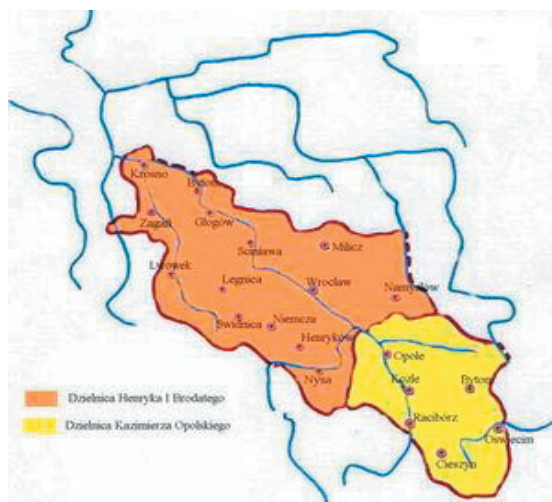 Krosno
Bytom
Żagań
Głogów
Ścinawa
Milicz
Lwówek
Legnica
Wrocław
Namysłów
Świdnica
Niemcza
Henryków
Opole
Nysa
Koźle
Bytom
Racibórz
Oświęcim
Cieszyn
Dzielnica Henryka I Brodatego
Dzielnica Kazimierza Opolskiego